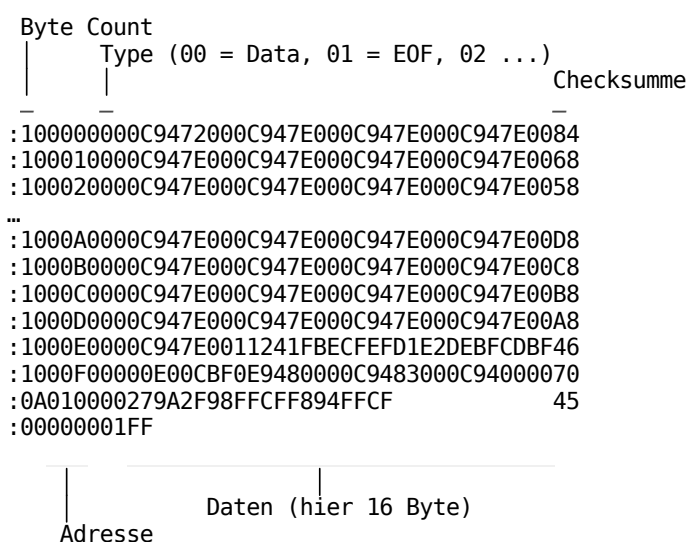 Byte Count
Type (00 = Data, 01 = EOF, 02 ...)
Checksumme
:100000000C9472000C947E000C947E000C947E0084
:100010000C947E000C947E000C947E000C947E0068
:100020000C947E000C947E000C947E000C947E0058
…
:1000A0000C947E000C947E000C947E000C947E00D8
:1000B0000C947E000C947E000C947E000C947E00C8
:1000C0000C947E000C947E000C947E000C947E00B8
:1000D0000C947E000C947E000C947E000C947E00A8
:1000E0000C947E0011241FBECFEFD1E2DEBFCDBF46
:1000F00000E00CBF0E9480000C9483000C94000070
:0A010000279A2F98FFCFF894FFCF 45
:00000001FF
Daten (hier 16 Byte)
Adresse